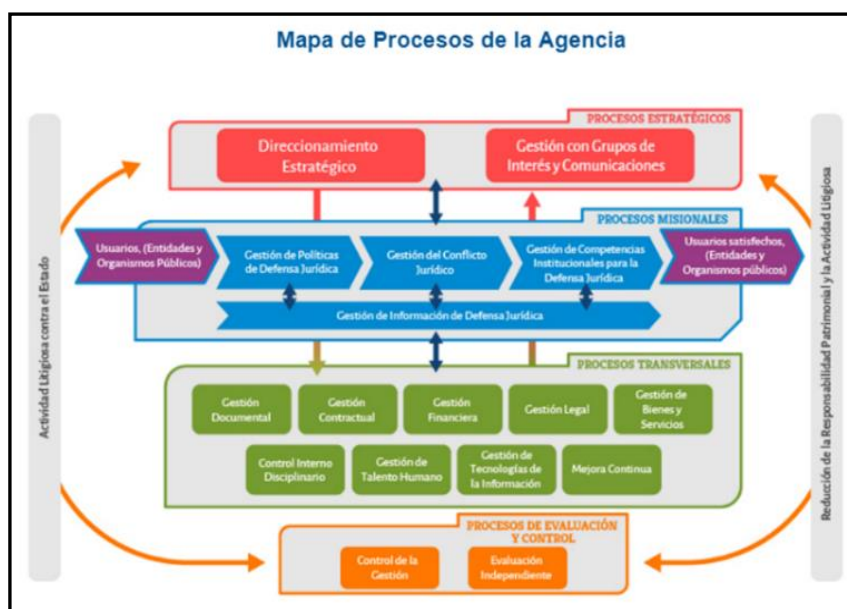 Mapa de Procesos de la Agencia
PROCESOS ESTRATÉGICOS
Direccionamiento
Estratégico
Gestión con Grupos de
Interés y Comunicaciones
PROCESOS MISIONALES
Usuarios, (Entidades y
Organismos Públicos)
Gestión de Políticas
de Defensa Jurídica
Gestión del Conflicto
Jurídico
Gestión de Competencias
Institucionales para la
Defensa Jurídica
Usuarios satisfechos,
(Entidades y
Organismos públicos)
Gestión de Información de Defensa Jurídica
PROCESOS TRANSVERSALES
Gestión
Documental
Gestión
Contractual
Gestión
Financiera
Gestión Legal
Gestión de
Bienes y
Servicios
Control Interno
Disciplinario
Gestión de
Talento Humano
Gestión de
Tecnologías de
la Información
Mejora Continua
PROCESOS DE EVALUACIÓN
Y CONTROL
Control de la
Gestión
Evaluación
Independiente
Actividad Litigiosa contra el Estado
Reducción de la Responsabilidad Patrimonial y la Actividad Litigiosa